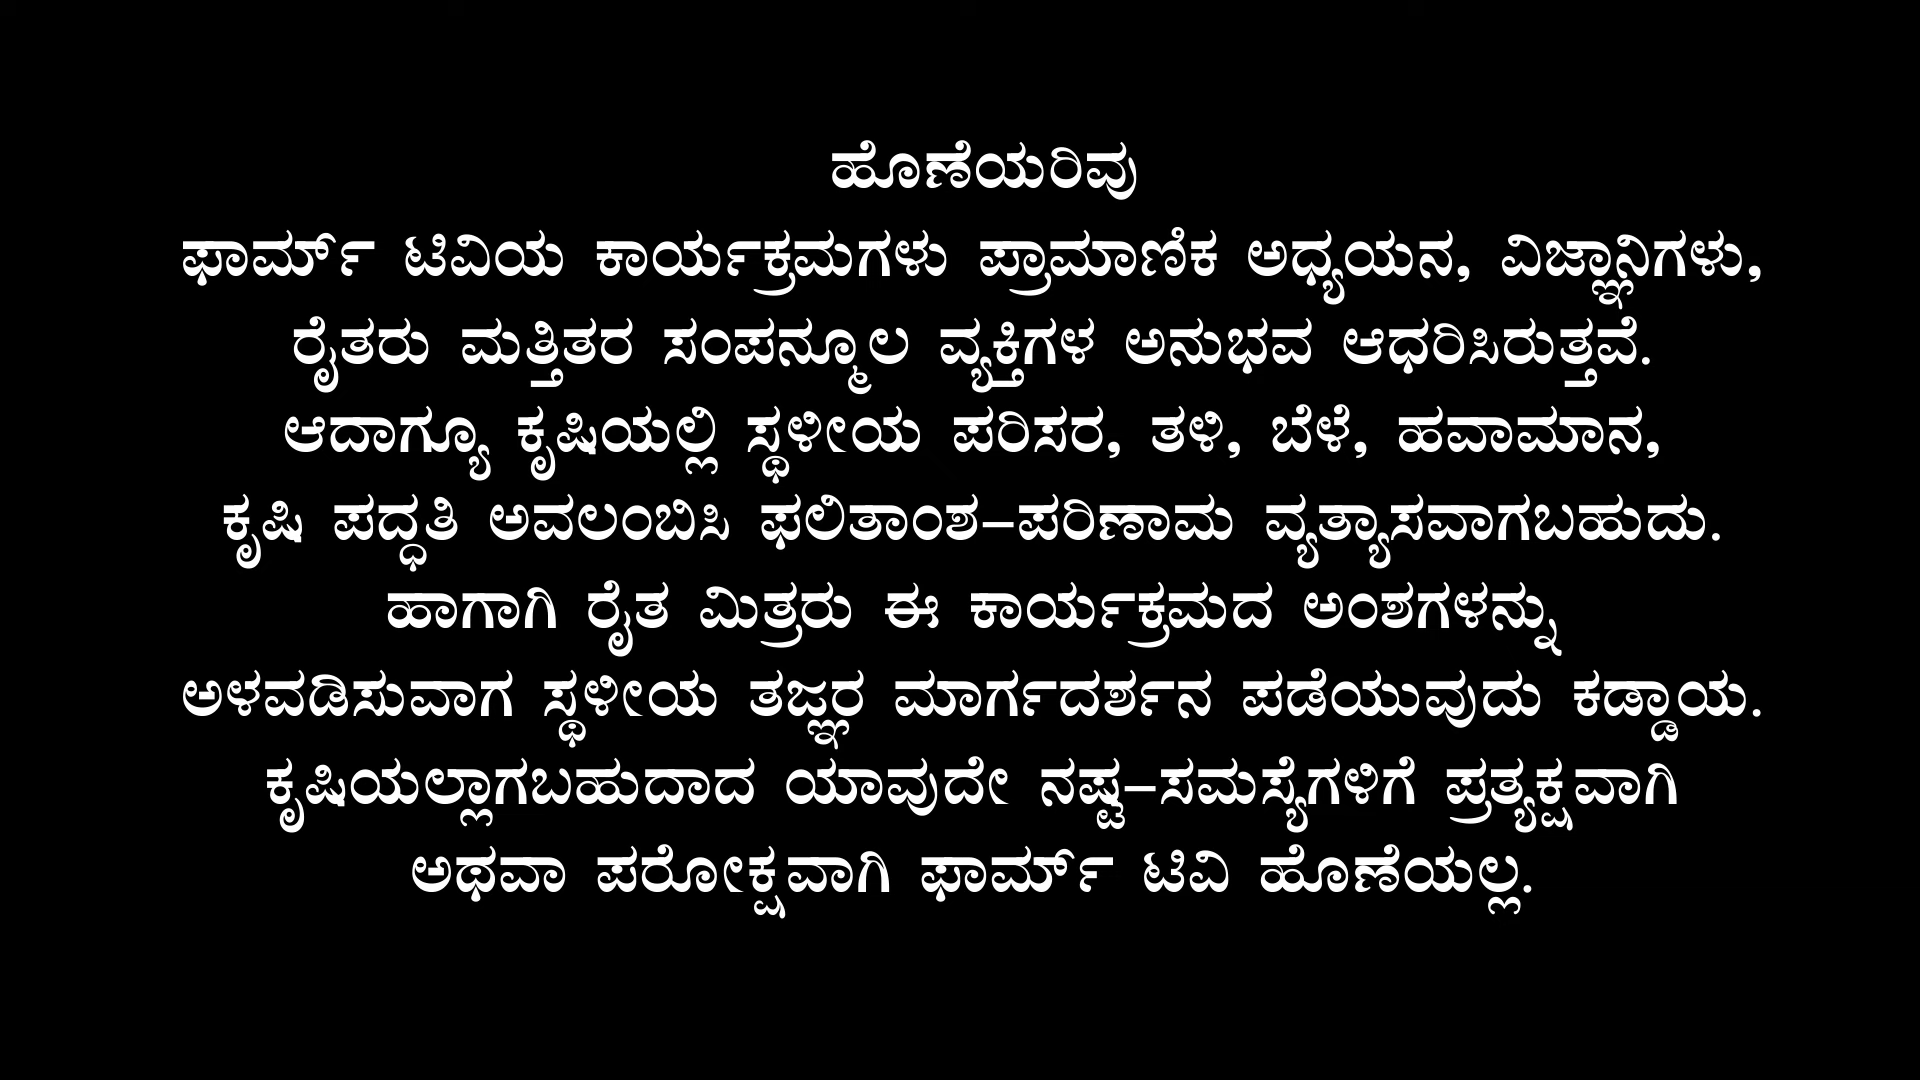 ಹೊಣೆಯರಿವು
ಫಾರ್ಮ್ ಟಿವಿಯ ಕಾರ್ಯಕ್ರಮಗಳು ಪ್ರಾಮಾಣಿಕ ಅಧ್ಯಯನ, ವಿಜ್ಞಾನಿಗಳು,
ರೈತರು ಮತ್ತಿತರ ಸಂಪನ್ಮೂಲ ವ್ಯಕ್ತಿಗಳ ಅನುಭವ ಆಧರಿಸಿರುತ್ತವೆ.
ಆದಾಗ್ಯೂ ಕೃಷಿಯಲ್ಲಿ ಸ್ಥಳೀಯ ಪರಿಸರ, ತಳಿ, ಬೆಳೆ, ಹವಾಮಾನ,
ಕೃಷಿ ಪದ್ಧತಿ ಅವಲಂಬಿಸಿ ಫಲಿತಾಂಶ–ಪರಿಣಾಮ ವ್ಯತ್ಯಾಸವಾಗಬಹುದು.
ಹಾಗಾಗಿ ರೈತ ಮಿತ್ರರು ಈ ಕಾರ್ಯಕ್ರಮದ ಅಂಶಗಳನ್ನು
ಅಳವಡಿಸುವಾಗ ಸ್ಥಳೀಯ ತಜ್ಞರ ಮಾರ್ಗದರ್ಶನ ಪಡೆಯುವುದು ಕಡ್ಡಾಯ.
ಕೃಷಿಯಲ್ಲಾಗಬಹುದಾದ ಯಾವುದೇ ನಷ್ಟ–ಸಮಸ್ಯೆಗಳಿಗೆ ಪ್ರತ್ಯಕ್ಷವಾಗಿ
ಅಥವಾ ಪರೋಕ್ಷವಾಗಿ ಫಾರ್ಮ್ ಟಿವಿ ಹೊಣೆಯಲ್ಲ.